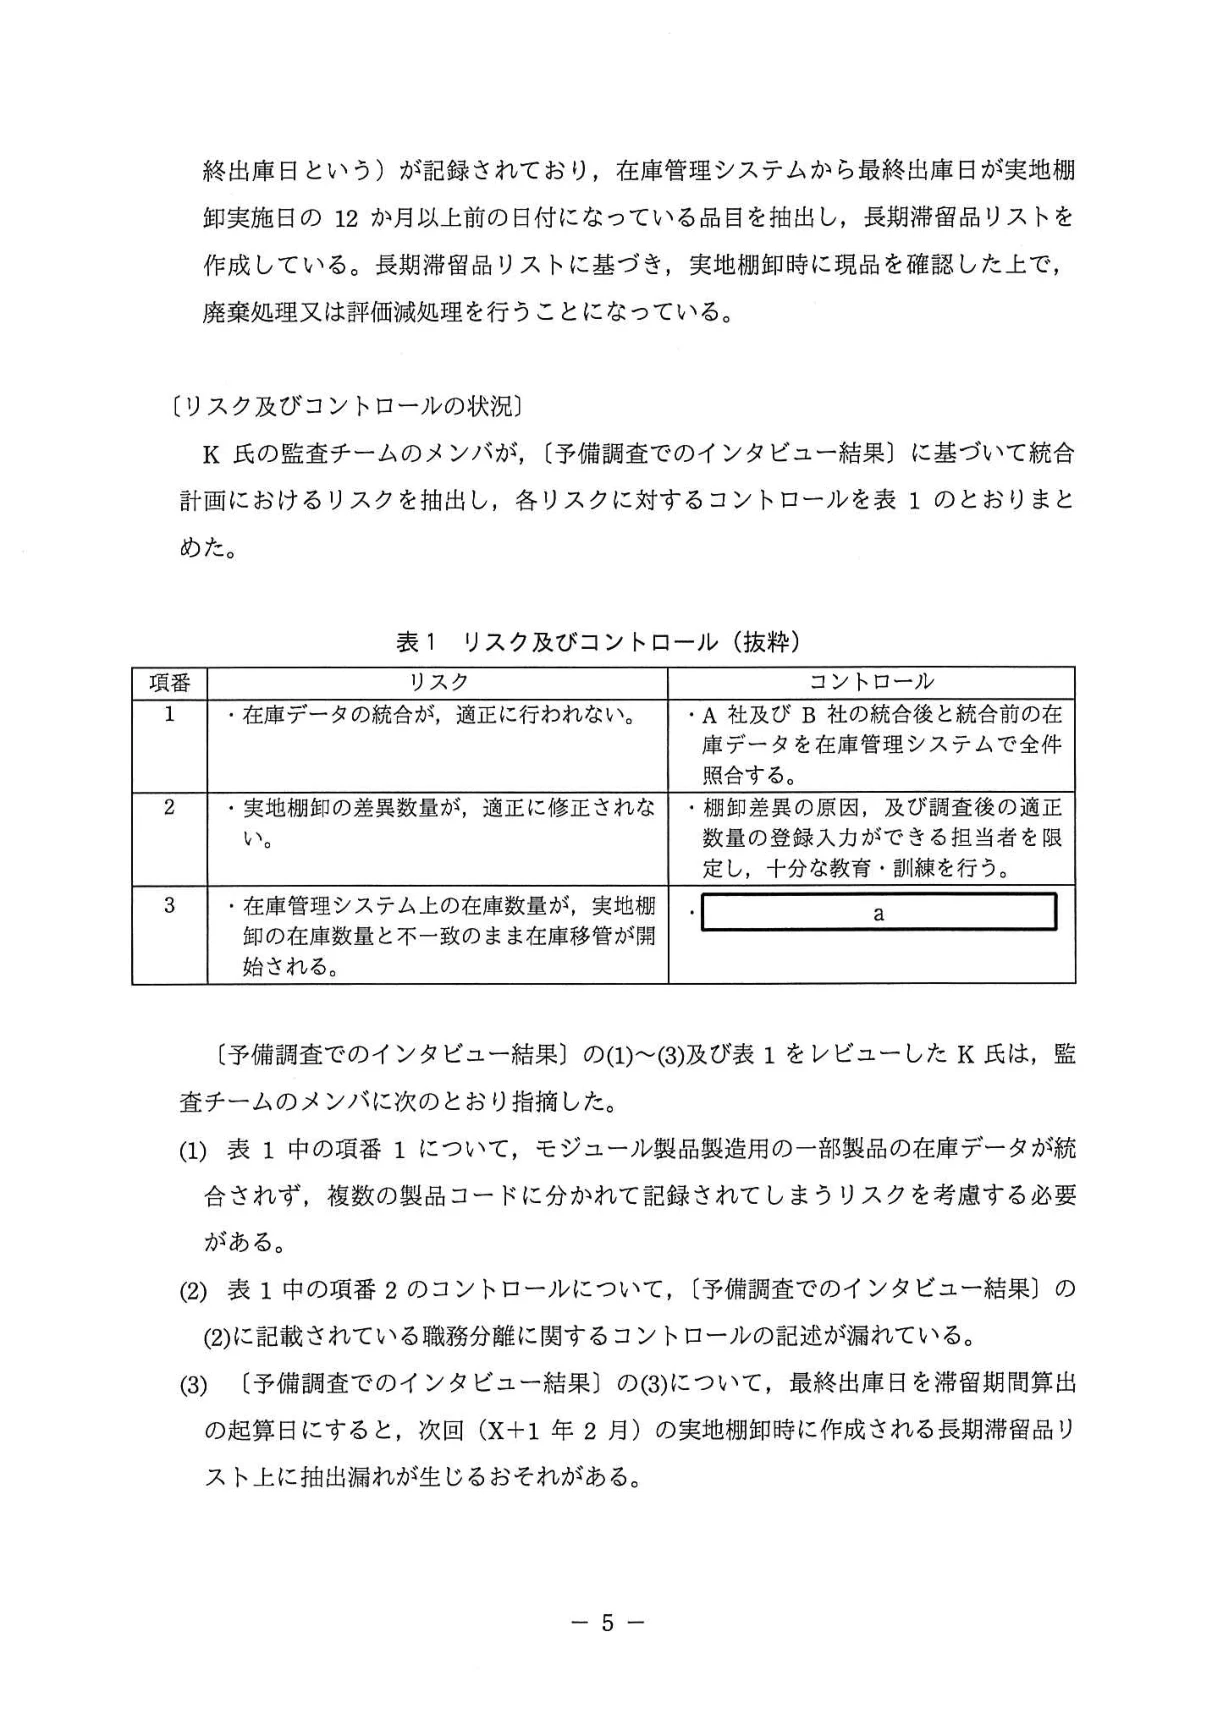 終出庫日という）が記録されており，在庫管理システムから最終出庫日が実地棚
卸実施日の 12 か月以上前の日付になっている品目を抽出し，長期滞留品リストを
作成している。長期滞留品リストに基づき，実地棚卸時に現品を確認した上で，
廃棄処理又は評価減処理を行うことになっている。
〔リスク及びコントロールの状況〕
K 氏の監査チームのメンバが，〔予備調査でのインタビュー結果〕に基づいて統合
計画におけるリスクを抽出し，各リスクに対するコントロールを表 1 のとおりまと
めた。
表1　リスク及びコントロール（抜粋）
項番 リスク コントロール
1 ・在庫データの統合が，適正に行われない。 ・A 社及び B 社の統合後と統合前の在
庫データを在庫管理システムで全件
照合する。
2 ・実地棚卸の差異数量が，適正に修正されな ・棚卸差異の原因，及び調査後の適正
い。 数量の登録入力ができる担当者を限
定し，十分な教育・訓練を行う。
3 ・在庫管理システム上の在庫数量が，実地棚 ・ a
卸の在庫数量と不一致のまま在庫移管が開
始される。
〔予備調査でのインタビュー結果〕の(1)～(3)及び表 1 をレビューした K 氏は，監
査チームのメンバに次のとおり指摘した。
(1) 表 1 中の項番 1 について，モジュール製品製造用の一部製品の在庫データが統
合されず，複数の製品コードに分かれて記録されてしまうリスクを考慮する必要
がある。
(2) 表 1 中の項番 2 のコントロールについて，〔予備調査でのインタビュー結果〕の
(2)に記載されている職務分離に関するコントロールの記述が漏れている。
(3) 〔予備調査でのインタビュー結果〕の(3)について，最終出庫日を滞留期間算出
の起算日にすると，次回（X＋1 年 2 月）の実地棚卸時に作成される長期滞留品リ
スト上に抽出漏れが生じるおそれがある。
－ 5 －